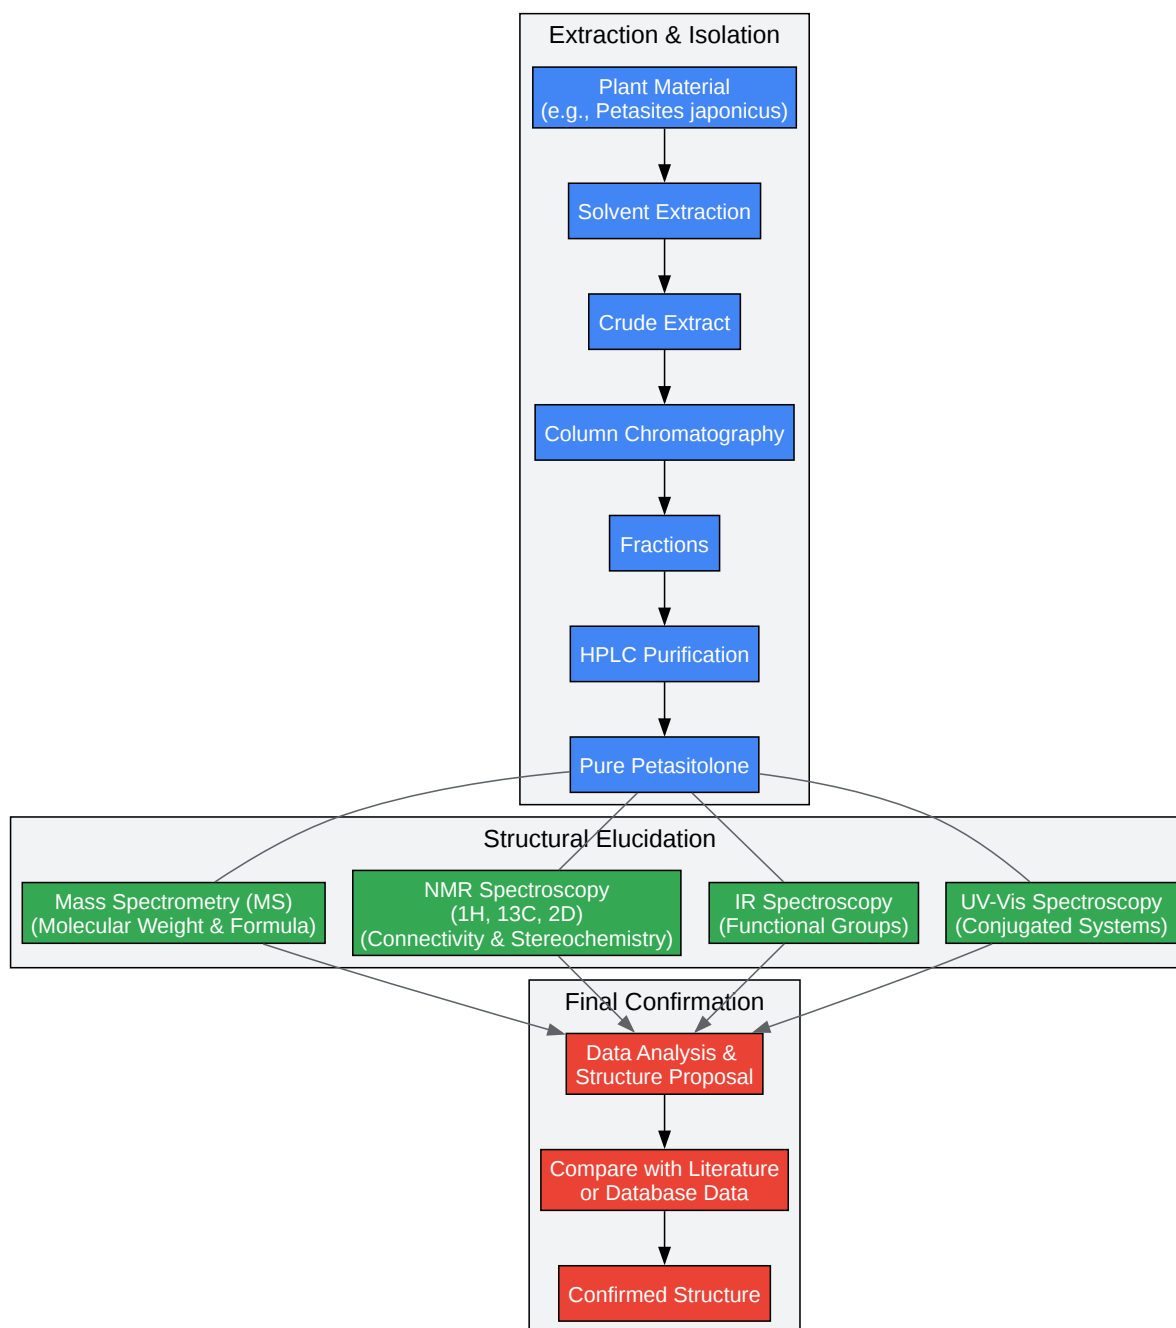 Extraction & Isolation
Plant Material
(e.g., Petasites japonicus)
Solvent Extraction
Crude Extract
Column Chromatography
Fractions
HPLC Purification
Pure Petasitolone
Structural Elucidation
Mass Spectrometry (MS)
(Molecular Weight & Formula)
NMR Spectroscopy
(1H, 13C, 2D)
(Connectivity & Stereochemistry)
IR Spectroscopy
(Functional Groups)
UV-Vis Spectroscopy
(Conjugated Systems)
Final Confirmation
Data Analysis &
Structure Proposal
Compare with Literature
or Database Data
Confirmed Structure